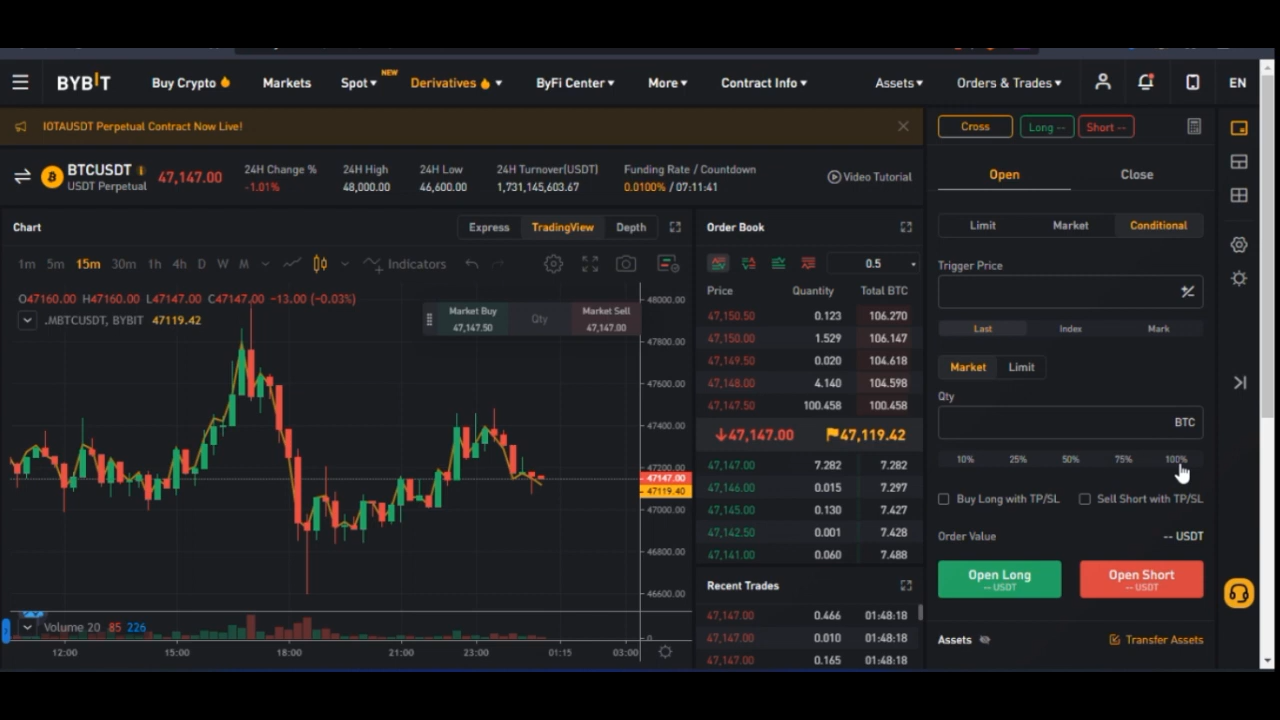 BYBIT Buy Crypto Markets Spot NEW Derivatives ByFi Center More Contract Info Assets Orders & Trades EN
IOTAUSDT Perpetual Contract Now Live!
BTCUSDT
USDT Perpetual
47,147.00
24H Change %
-1.01%
24H High
48,000.00
24H Low
46,600.00
24H Turnover(USDT)
1,731,145,603.67
Funding Rate / Countdown
0.0100% / 07:11:41
Video Tutorial
Chart
Express TradingView Depth
1m 5m 15m 30m 1h 4h D W M Indicators
O47160.00 H47160.00 L47147.00 C47147.00 -13.00 (-0.03%)
.MBTCUSDT, BYBIT 47119.42
Market Buy
47,147.50
Qty
Market Sell
47,147.00
48000.00
47800.00
47600.00
47400.00
47200.00
47147.00
47119.40
47000.00
46800.00
46600.00
Volume 20 85 226
0
12:00 15:00 18:00 21:00 23:00 01:15 03:00
Order Book
0.5
Price Quantity Total BTC
47,150.50 0.123 106.270
47,150.00 1.529 106.147
47,149.50 0.020 104.618
47,148.00 4.140 104.598
47,147.50 100.458 100.458
47,147.00 47,119.42
47,147.00 7.282 7.282
47,146.00 0.015 7.297
47,145.00 0.130 7.427
47,142.50 0.001 7.428
47,141.00 0.060 7.488
Recent Trades
47,147.00 0.466 01:48:18
47,147.00 0.010 01:48:18
47,147.00 0.165 01:48:18
Cross Long -- Short --
Open Close
Limit Market Conditional
Trigger Price
Last Index Mark
Market Limit
Qty
BTC
10% 25% 50% 75% 100%
Buy Long with TP/SL Sell Short with TP/SL
Order Value -- USDT
Open Long
-- USDT
Open Short
-- USDT
Assets Transfer Assets